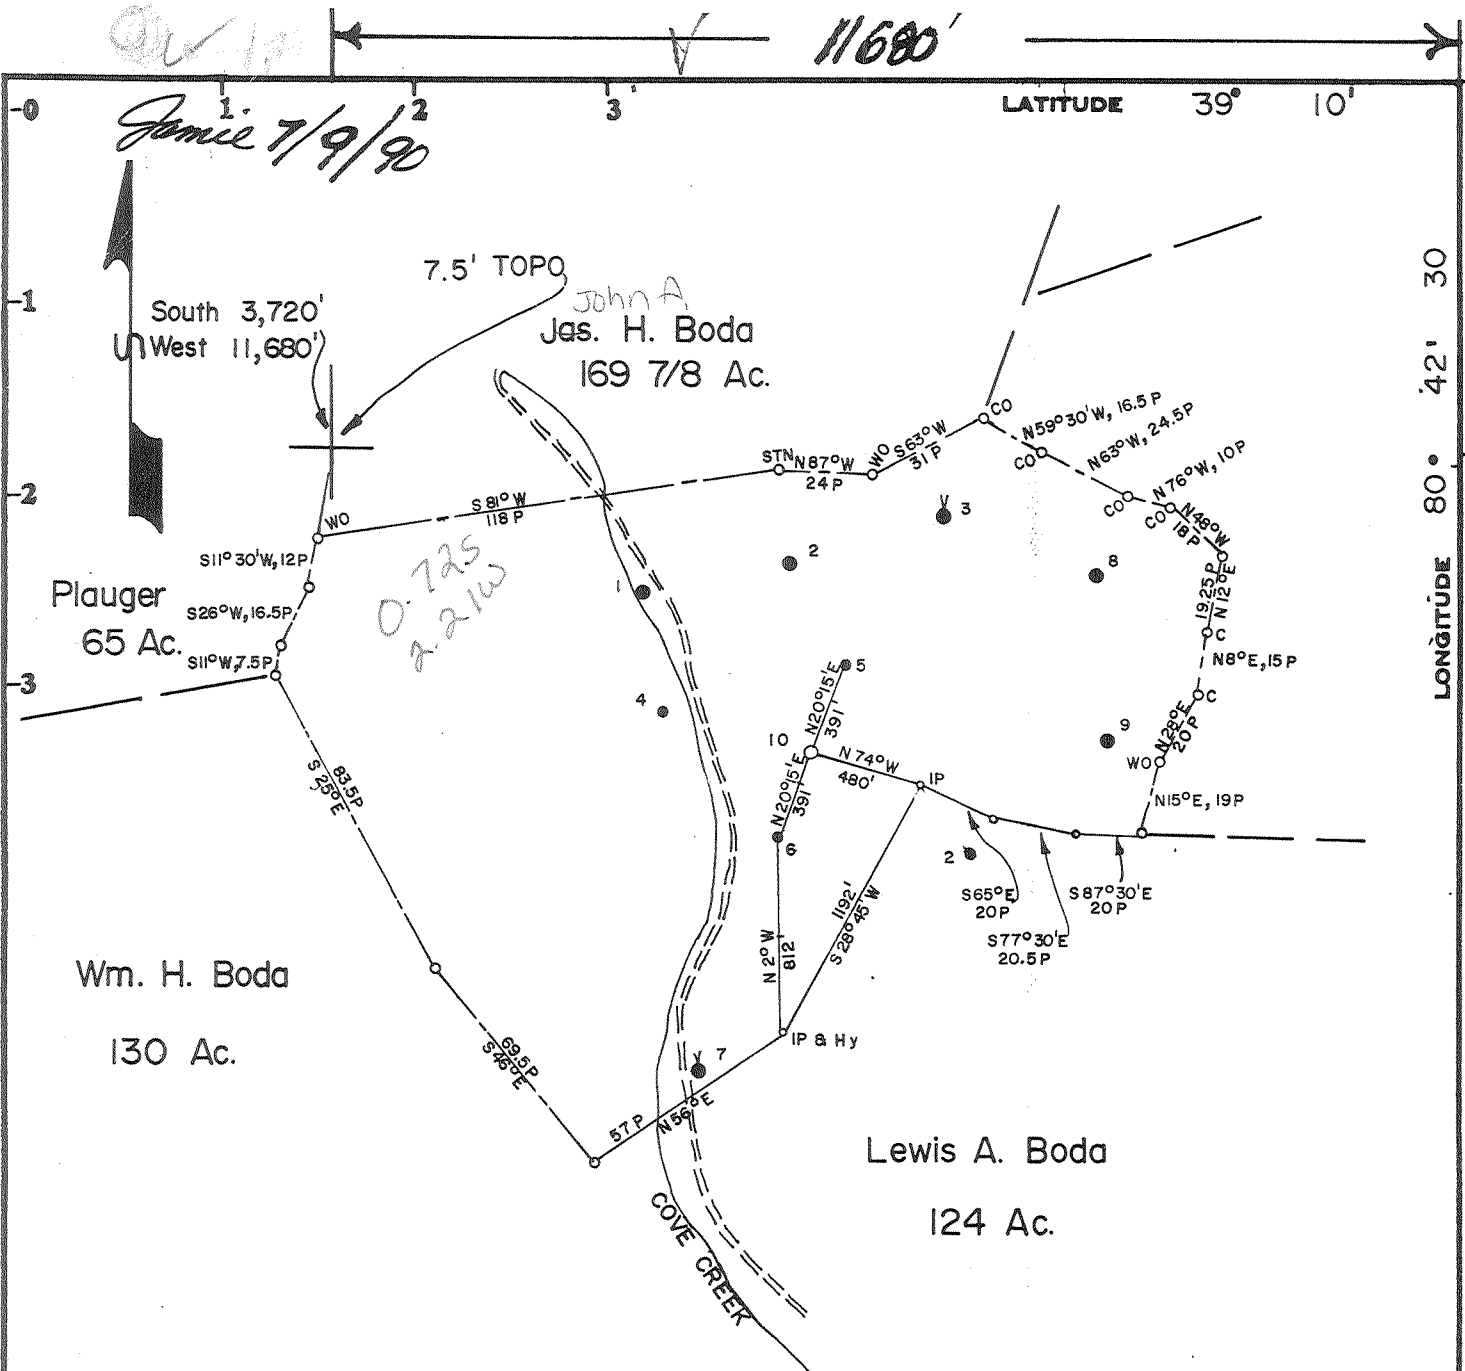 11680'
-0 1. 2 3 LATITUDE 39° 10'
Jamie 7/9/90
7.5' TOPO
John A
-1
South 3,720'
West 11,680'
Jas. H. Boda
169 7/8 Ac.
LONGITUDE 80° 42' 30
CO
N59°30'W, 16.5P
CO
N63°W, 24.5P
CO
N76°W, 10P
CO
N48°W
18P
S63°W
31P
WO
STN
N87°W
24P
-2
S81°W
118P
WO
S11°30'W, 12P
0.72S
2.21W
3
2
8
1
19.25P
N12°E
C
Plauger
65 Ac.
S26°W, 16.5P
S11°W, 7.5P
N8°E, 15P
C
-3
5
N20°15'E
391'
4
10
9
N28°E
20P
WO
N74°W
480'
IP
N20°15'E
391'
N15°E, 19P
83.5P
S25°E
6
2
1192'
S28°45'W
S65°E
20P
S87°30'E
20P
S77°30'E
20.5P
N2°W
812'
Wm. H. Boda
130 Ac.
IP & Hy
69.5P
S46°E
7
57P
N56°E
Lewis A. Boda
124 Ac.
COVE CREEK